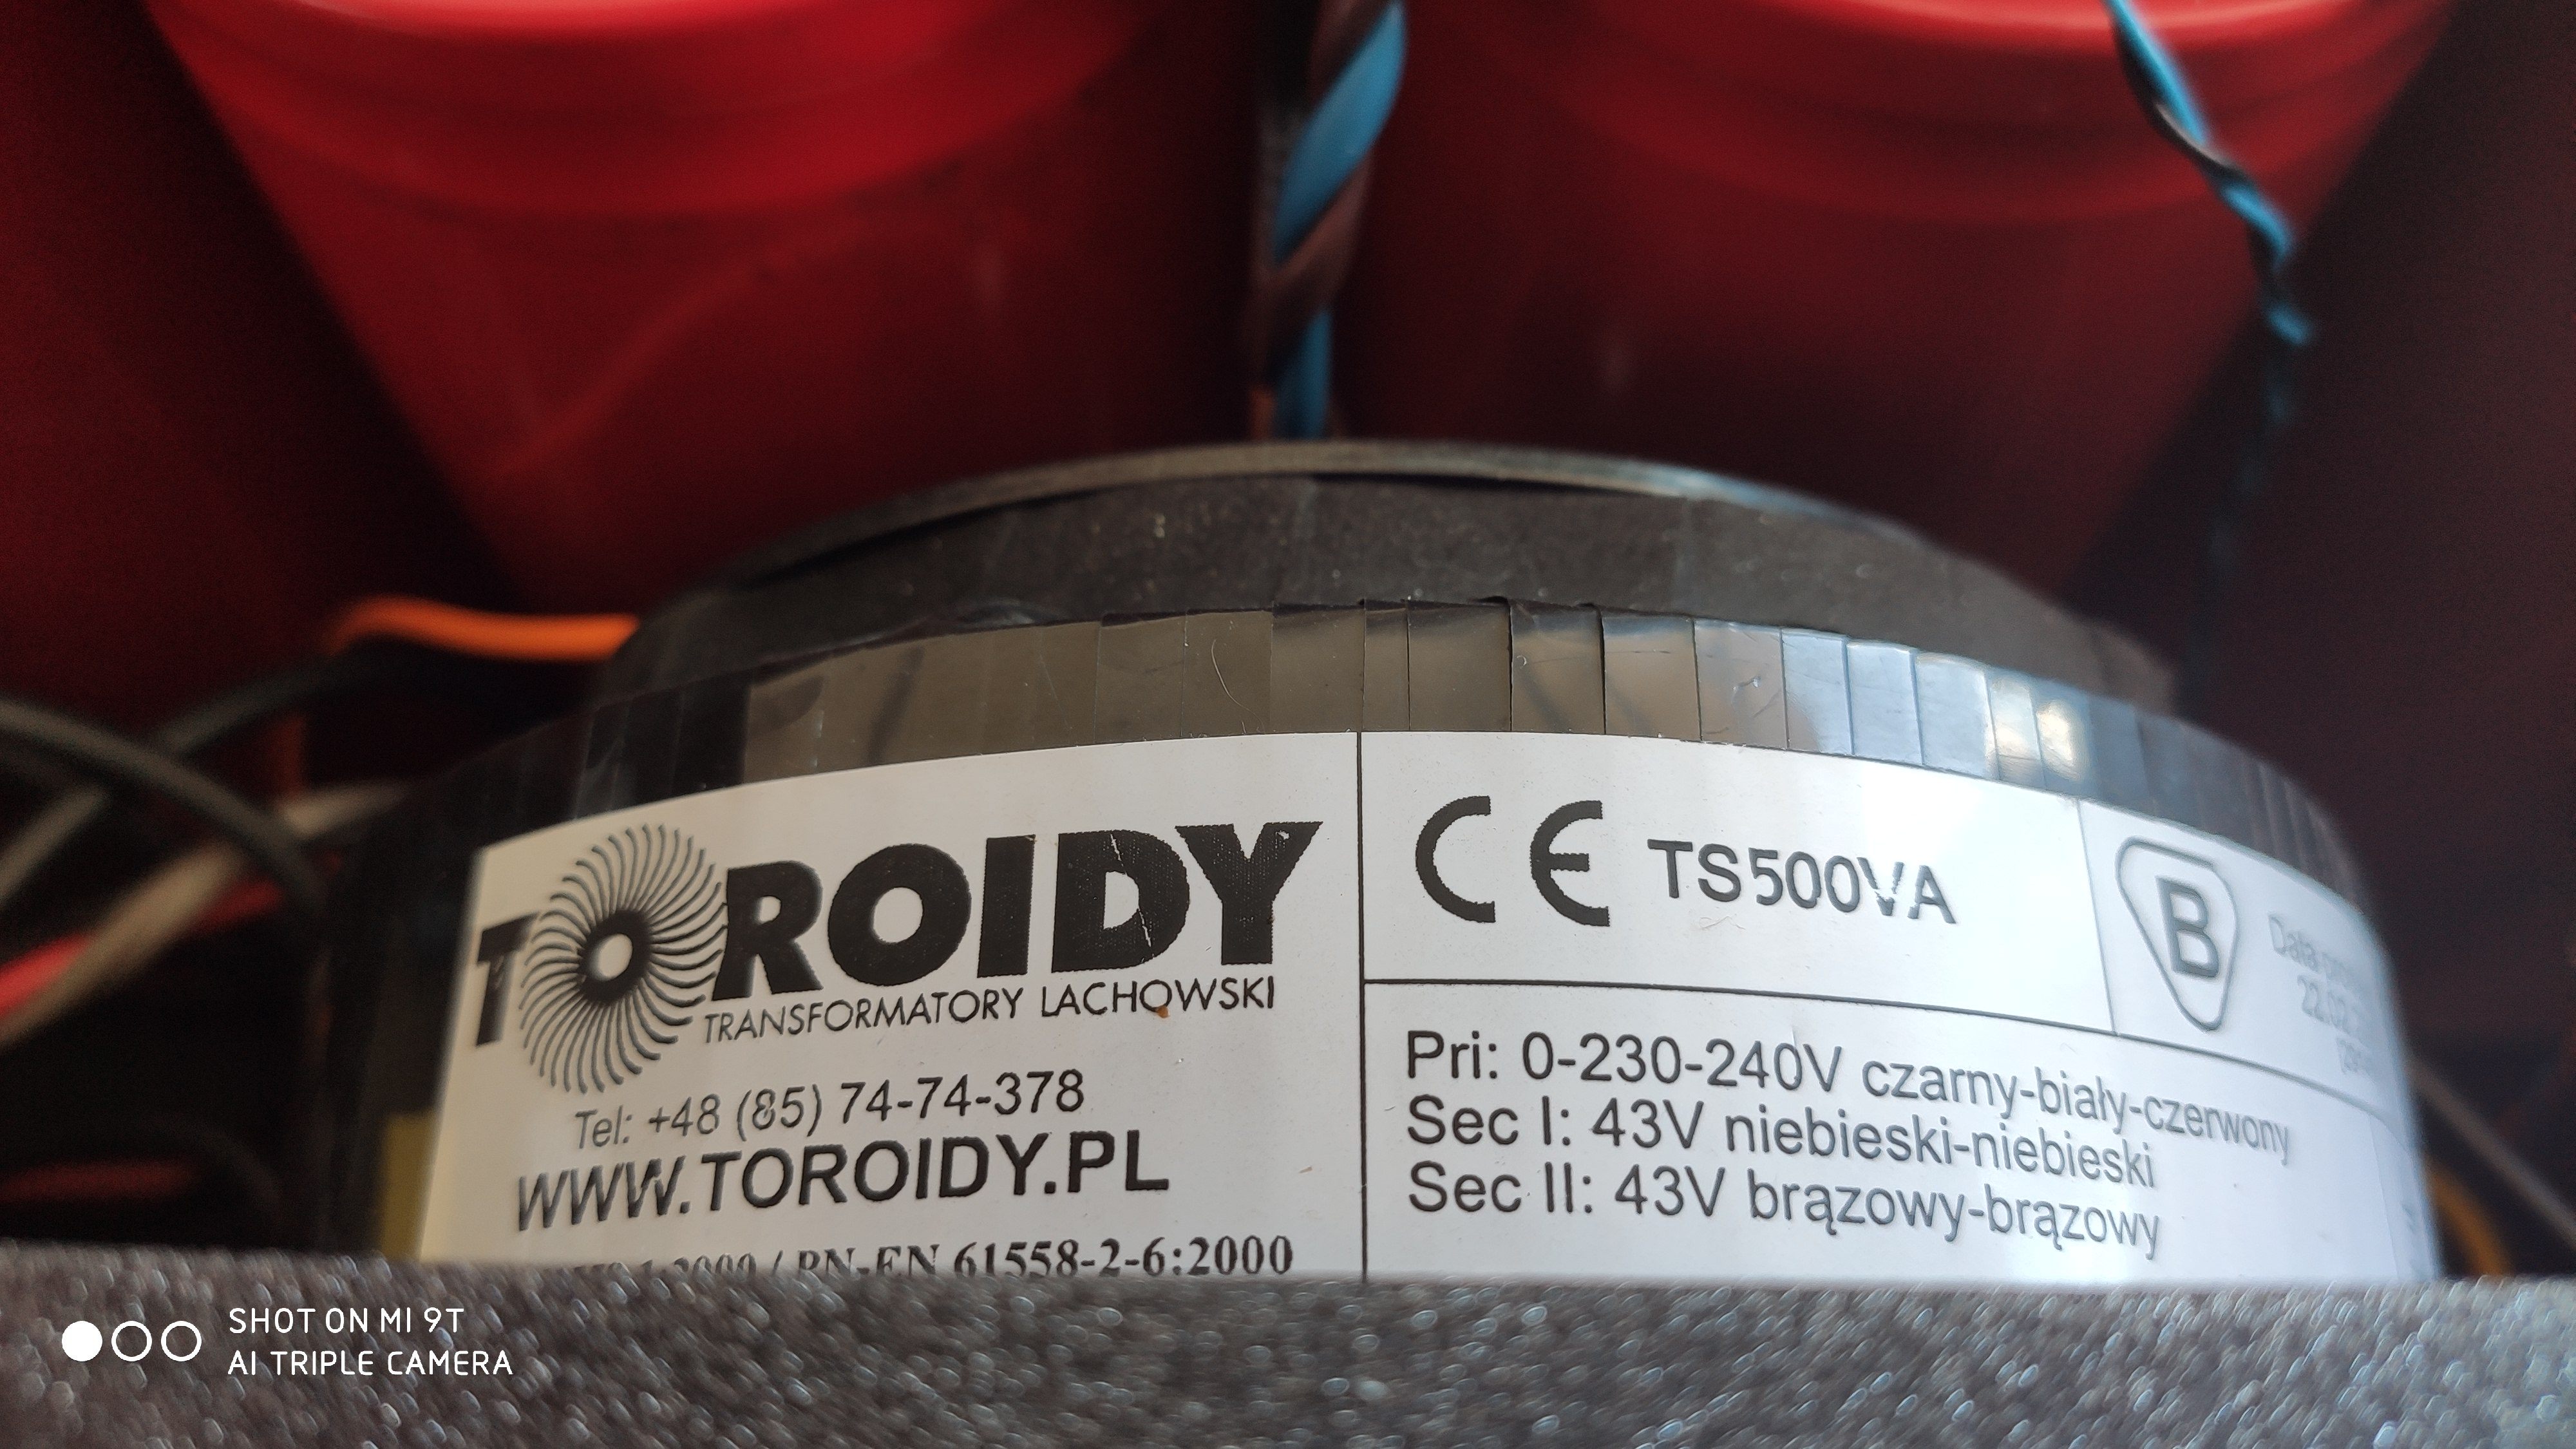 TOROIDY
TRANSFORMATORY LACHOWSKI
Tel: +48 (85) 74-74-378
WWW.TOROIDY.PL
/ PN-EN 61558-2-6:2000
CE TS500VA
B
Data
Pri: 0-230-240V czarny-biały-czerwony
Sec I: 43V niebieski-niebieski
Sec II: 43V brązowy-brązowy
SHOT ON MI 9T
AI TRIPLE CAMERA